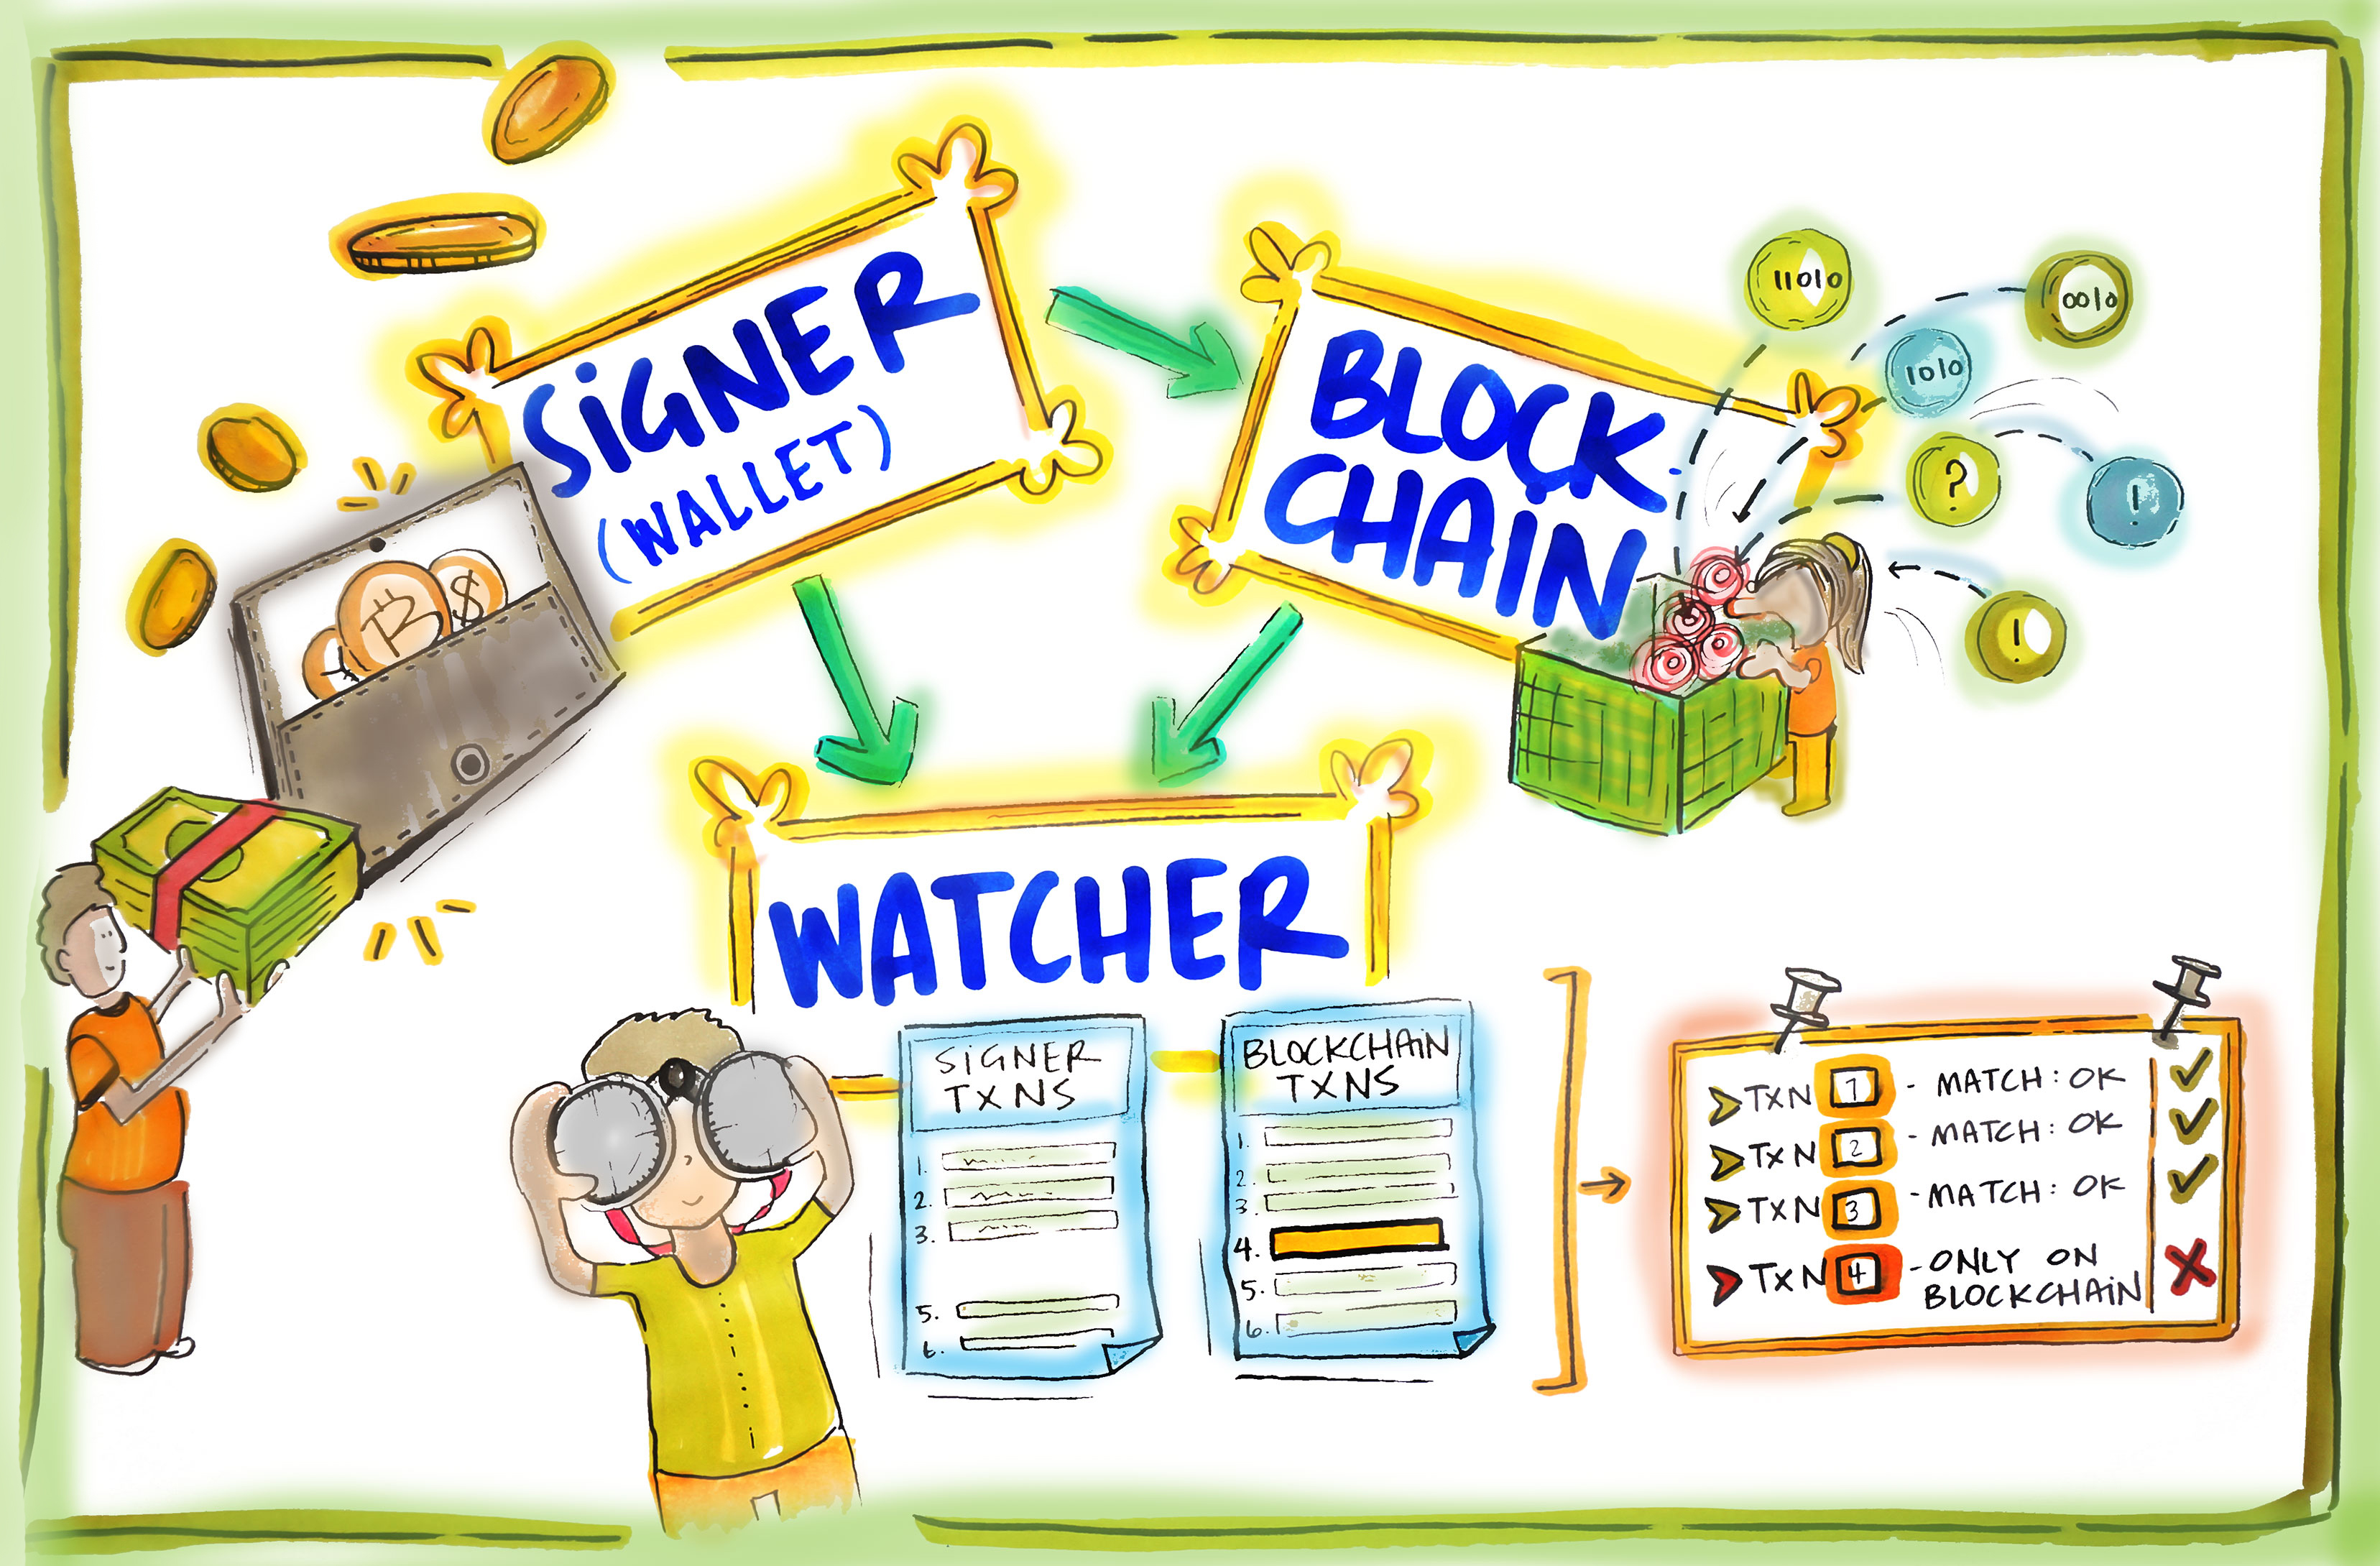 SiGNER
(WALLET)
BLOCK-
CHAiN
11010
0010
1010
?
!
!
B $
WATCHER
SiGNER
TXNS
1.
2.
3.
5.
BLOCKCHAiN
TXNS
1.
2.
3.
4.
5.
6.
TXN 1 - MATCH: OK
TXN 2 - MATCH: OK
TXN 3 - MATCH: OK
TXN 4 - ONLY ON
BLOCKCHAiN